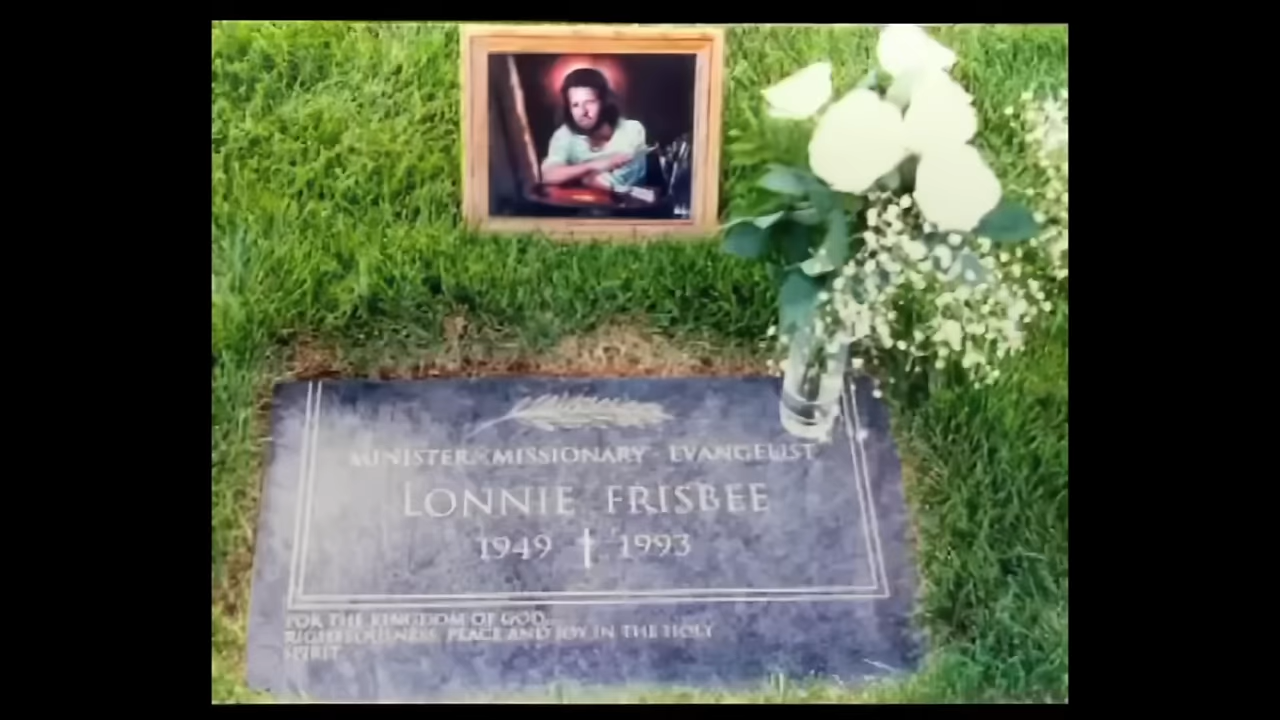 MINISTER · MISSIONARY · EVANGELIST
LONNIE FRISBEE
1949 † 1993
FOR THE KINGDOM OF GOD
RIGHTEOUSNESS, PEACE AND JOY IN THE HOLY
SPIRIT